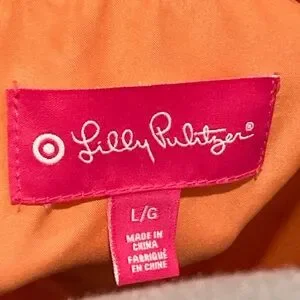 Lilly Pulitzer®
L/G
MADE IN
CHINA
FABRIQUÉ
EN CHINE